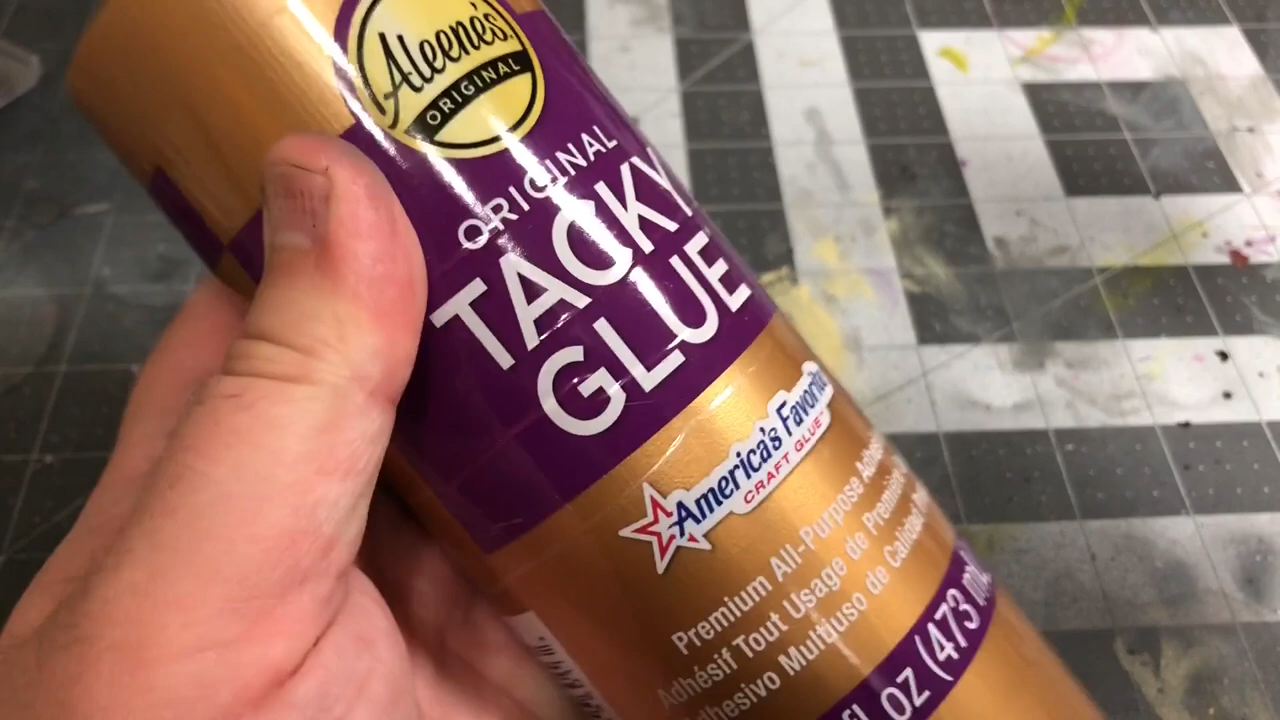 Aleene's
ORIGINAL
ORIGINAL
TACKY
GLUE
America's Favorite
CRAFT GLUE
Premium All-Purpose
Adhésif Tout Usage de
Adhesivo Multiuso de
OZ (473 mL